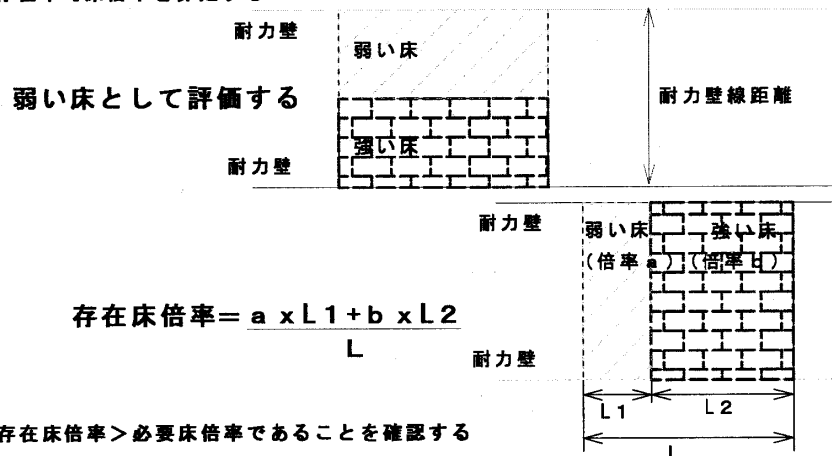 耐力壁
弱い床
弱い床として評価する
耐力壁線距離
強い床
耐力壁
耐力壁
弱い床
強い床
(倍率a)
(倍率b)
存在床倍率=
a x L1+b x L2
L
耐力壁
L1
L2
存在床倍率>必要床倍率であることを確認する